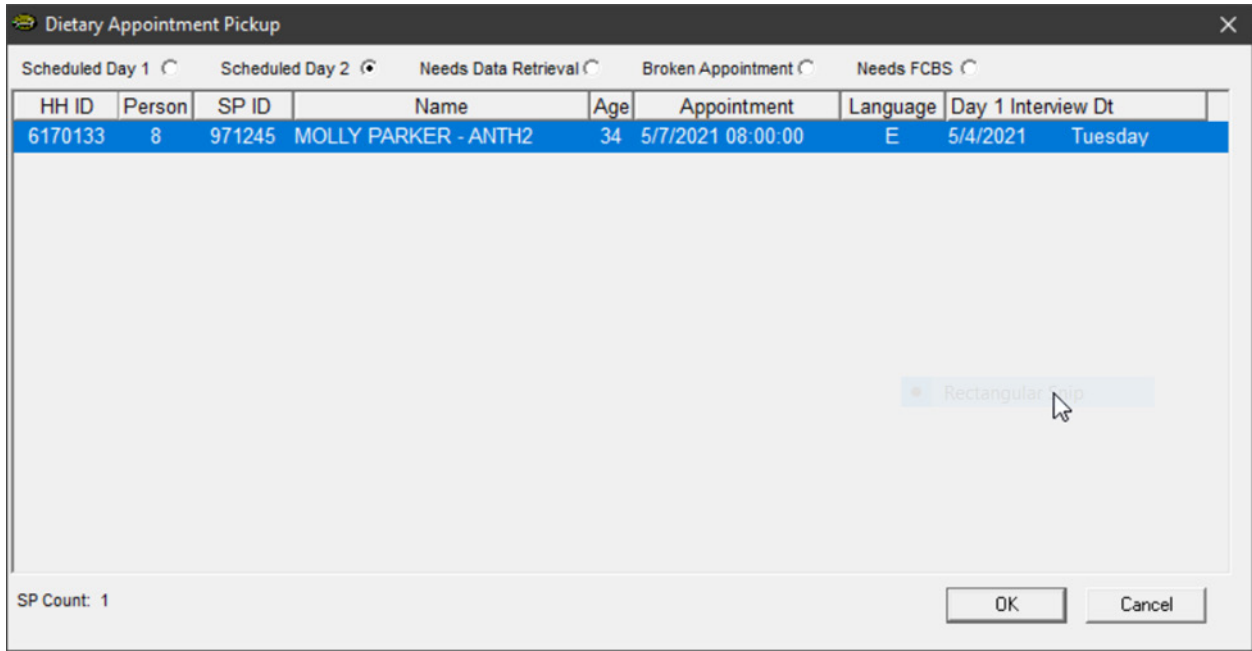 Dietary Appointment Pickup
Scheduled Day 1 Scheduled Day 2 Needs Data Retrieval Broken Appointment Needs FCBS
HH ID Person SP ID Name Age Appointment Language Day 1 Interview Dt
6170133 8 971245 MOLLY PARKER - ANTH2 34 5/7/2021 08:00:00 E 5/4/2021 Tuesday
Rectangular Snip
SP Count: 1 OK Cancel